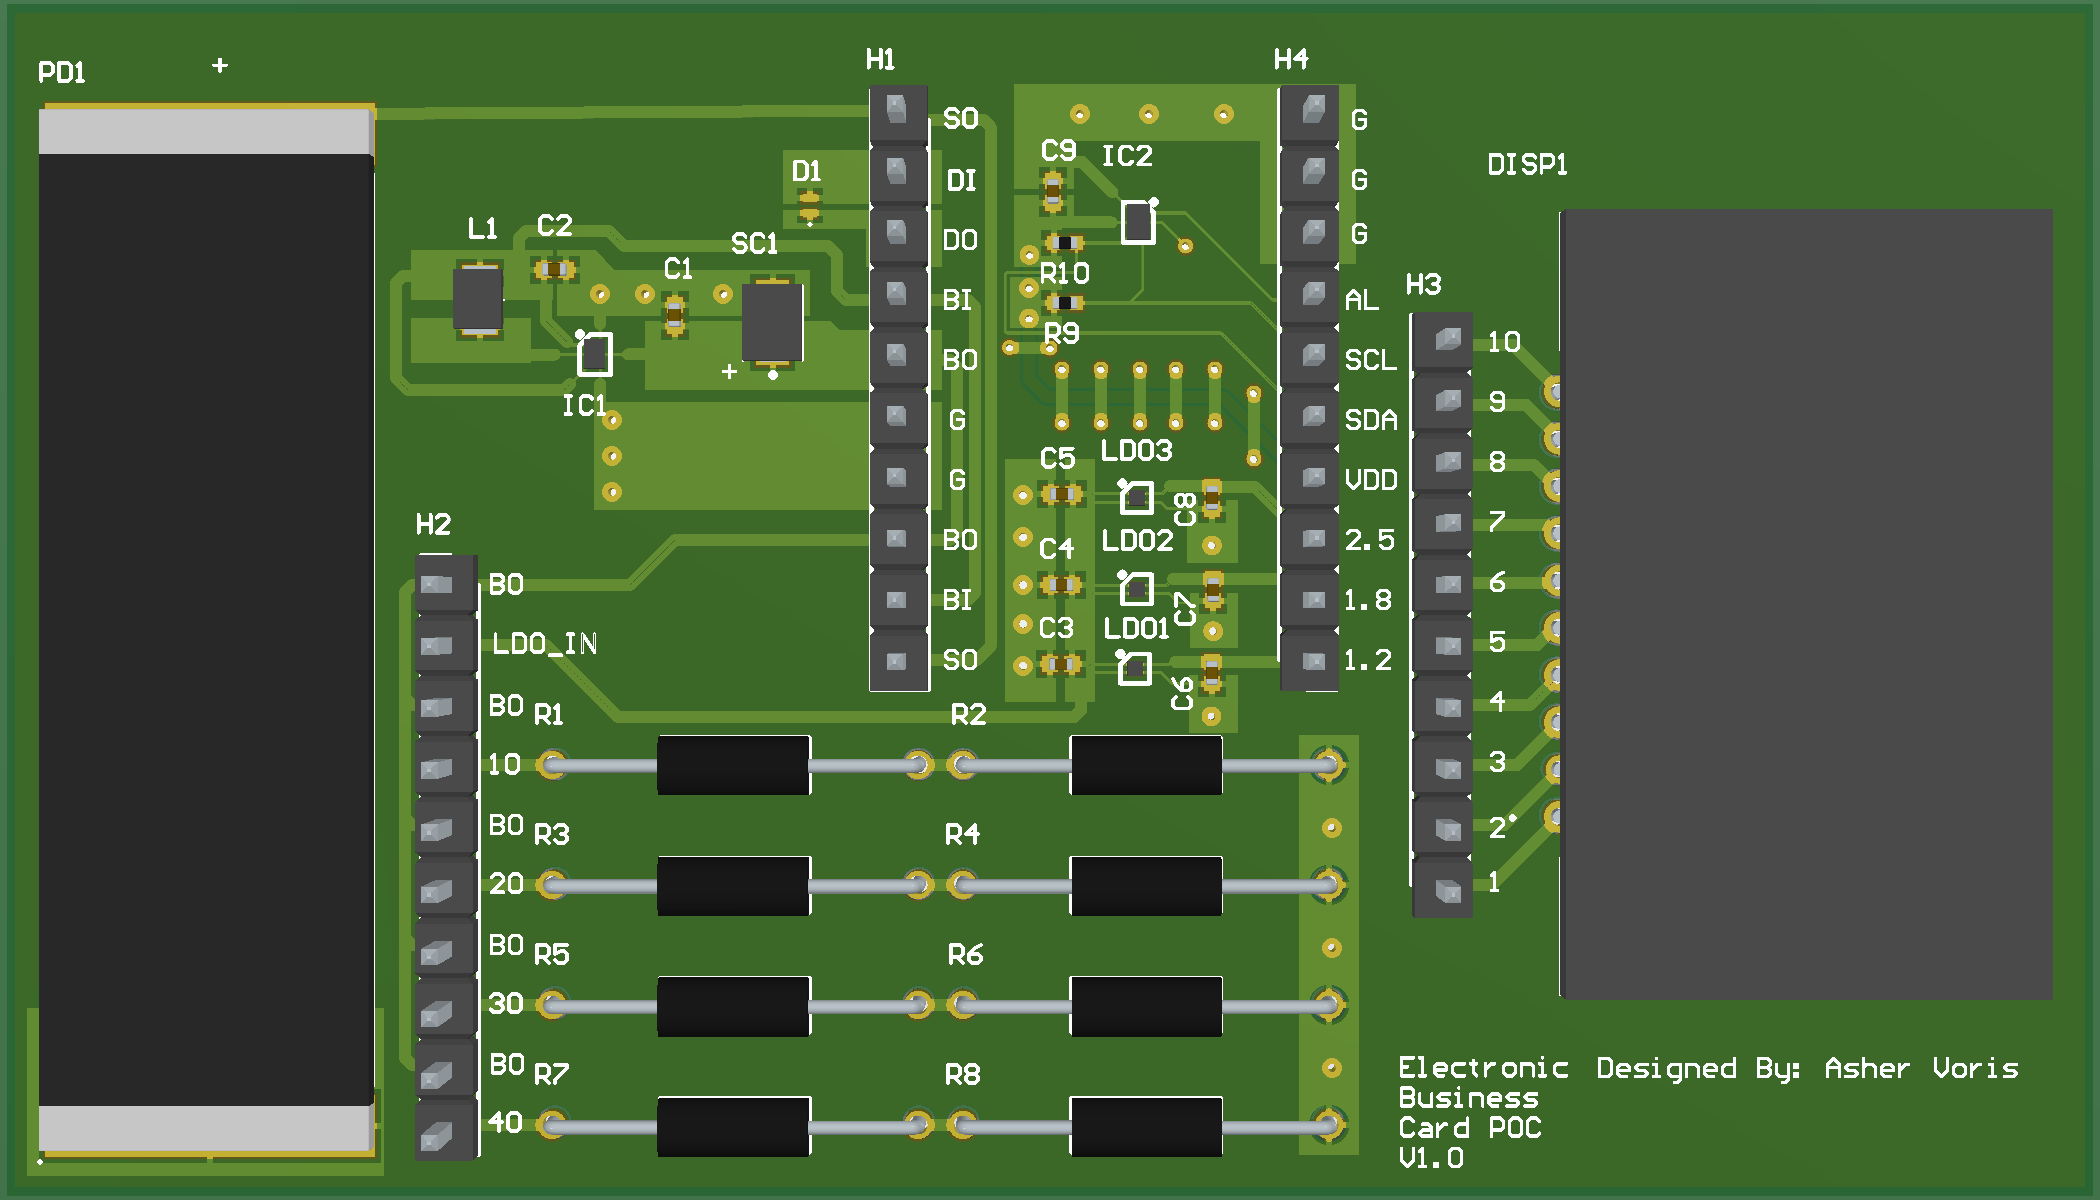 PD1
+
H1
SO
DI
DO
BI
BO
G
G
BO
BI
SO
D1
L1
C2
C1
SC1
+
IC1
H4
G
G
G
AL
SCL
SDA
VDD
2.5
1.8
1.2
C9
IC2
R10
R9
LDO3
C5
C8
LDO2
C4
C7
LDO1
C3
C6
DISP1
H3
10
9
8
7
6
5
4
3
2
1
H2
BO
LDO_IN
BO
10
BO
20
BO
30
BO
40
R1
R2
R3
R4
R5
R6
R7
R8
Electronic
Business
Card POC
V1.0
Designed By: Asher Voris